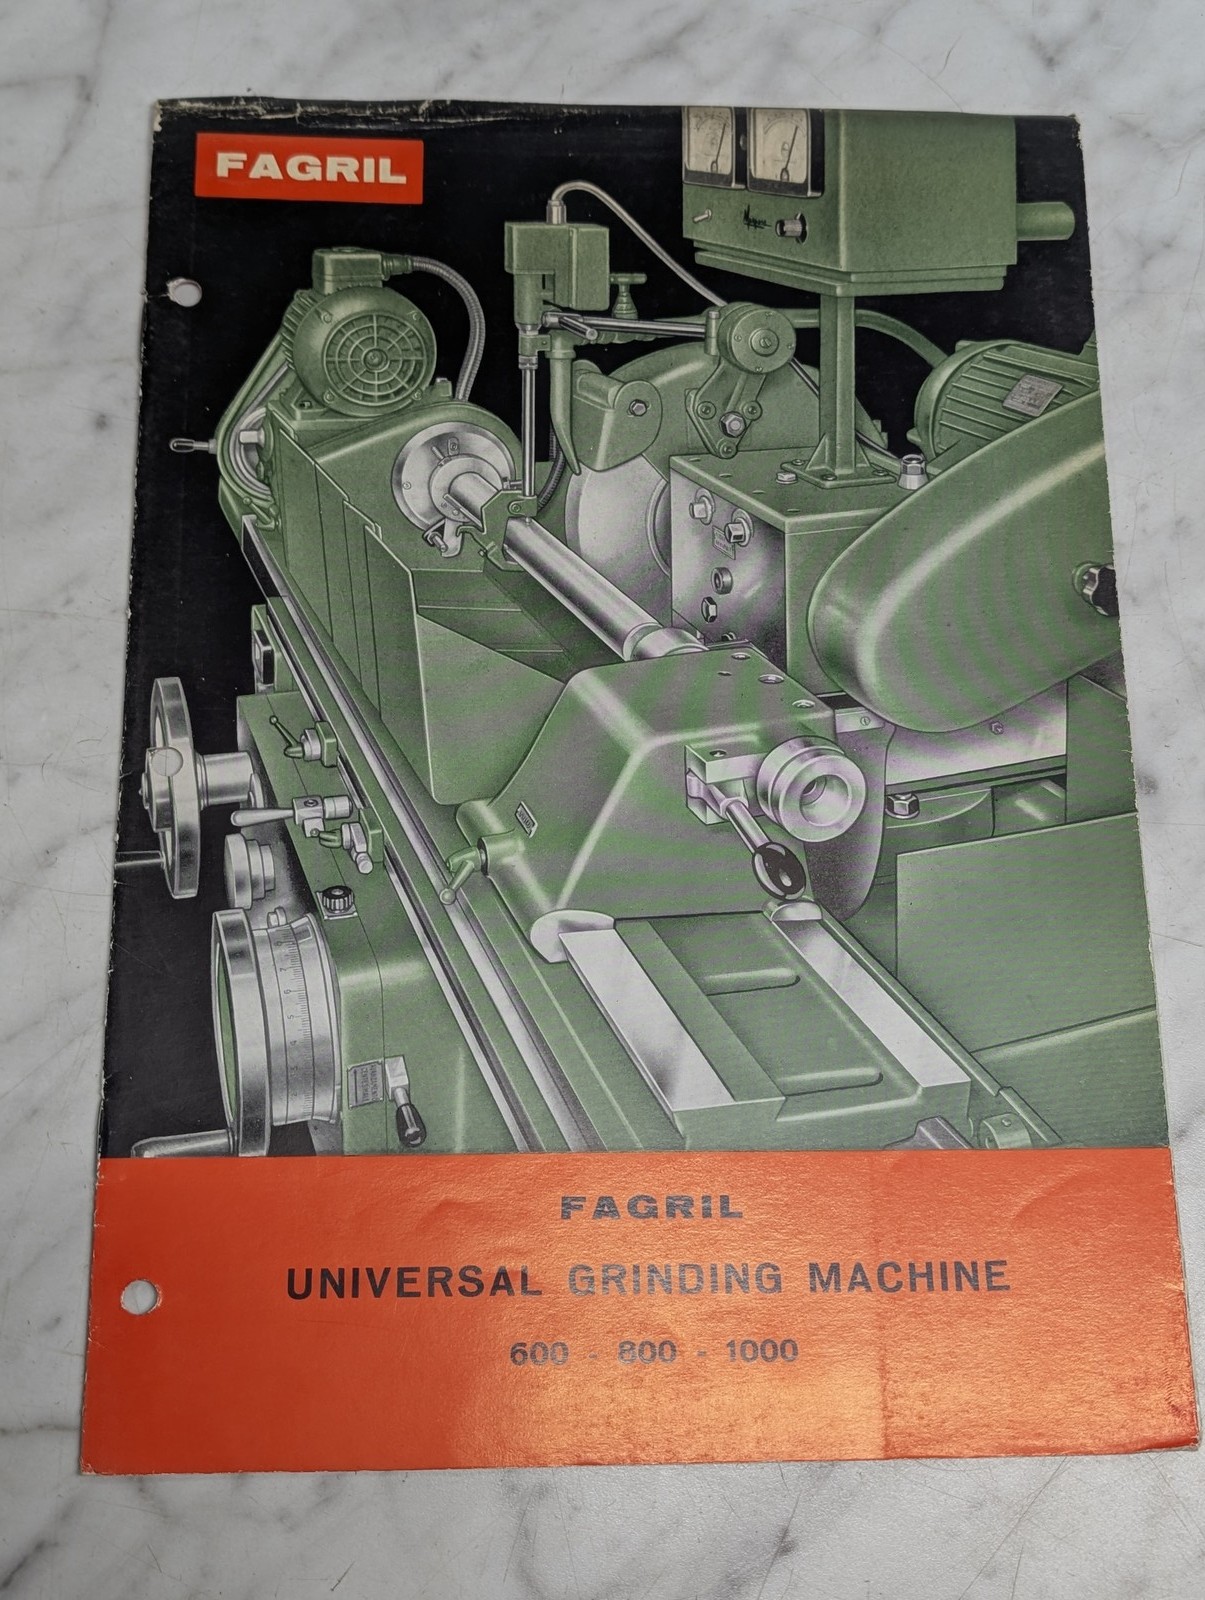 FAGRIL
FAGRIL
UNIVERSAL GRINDING MACHINE
600 - 800 - 1000